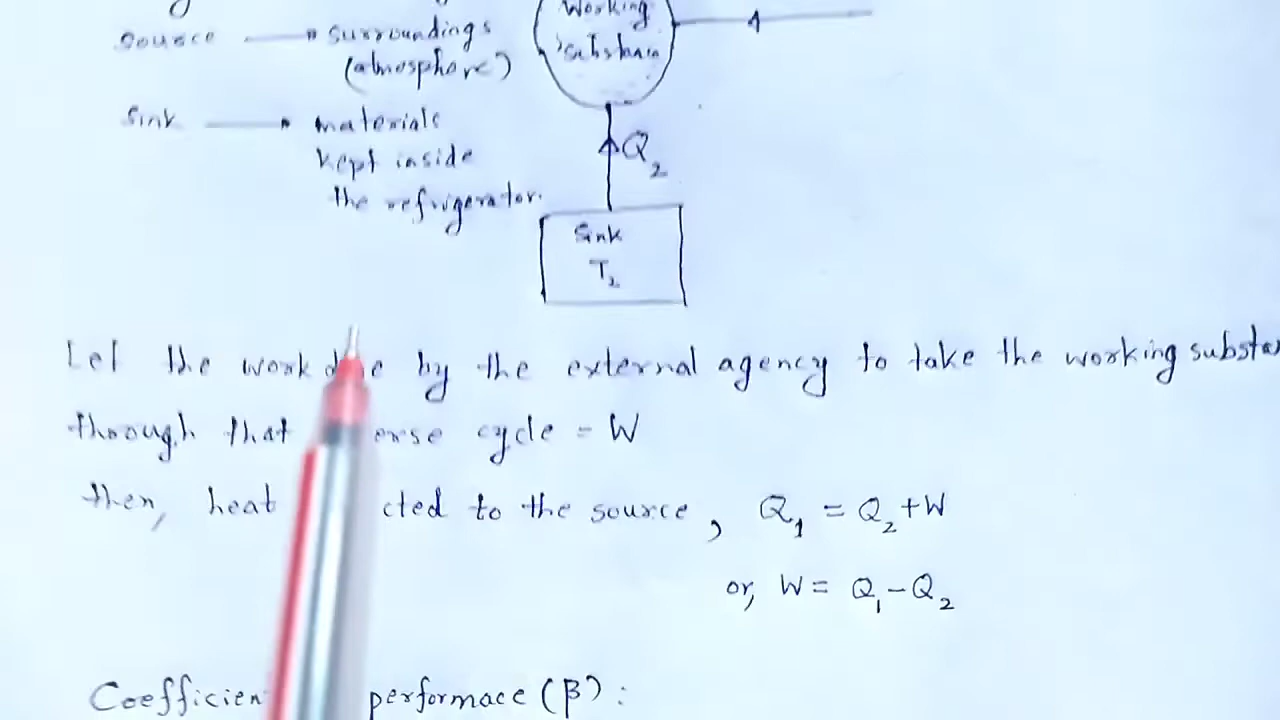 source → surroundings
(atmosphere)
Sink → materials
kept inside
the refrigerator.
Working
substan
Q2
Sink
T2
Let the work by the external agency to take the working substan
through that cycle = W
then, heat to the source, Q1 = Q2+W
or, W = Q1-Q2
performace (β):